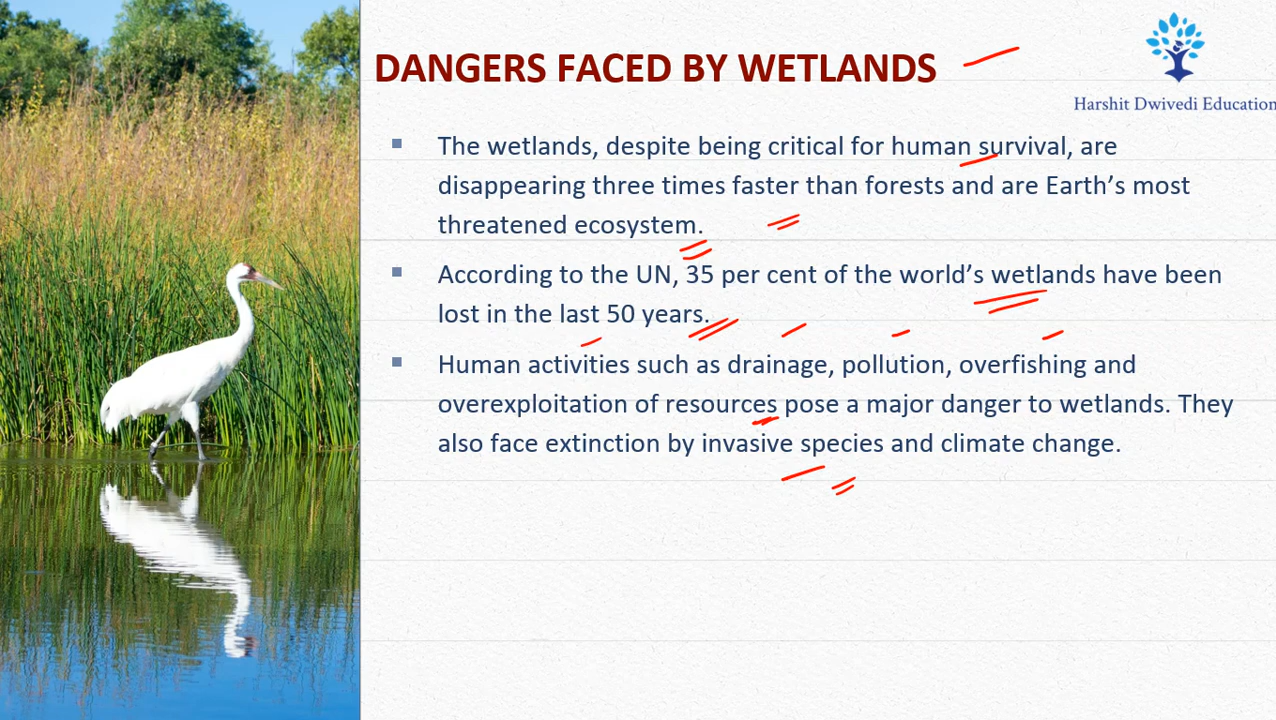 DANGERS FACED BY WETLANDS
Harshit Dwivedi Education
The wetlands, despite being critical for human survival, are
disappearing three times faster than forests and are Earth’s most
threatened ecosystem.
According to the UN, 35 per cent of the world’s wetlands have been
lost in the last 50 years.
Human activities such as drainage, pollution, overfishing and
overexploitation of resources pose a major danger to wetlands. They
also face extinction by invasive species and climate change.